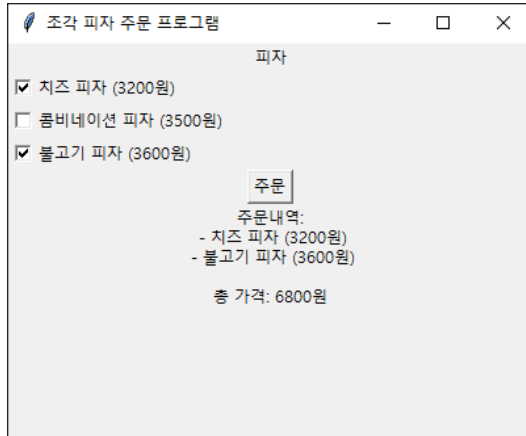 조각 피자 주문 프로그램
피자
치즈 피자 (3200원)
콤비네이션 피자 (3500원)
불고기 피자 (3600원)
주문
주문내역:
- 치즈 피자 (3200원)
- 불고기 피자 (3600원)
총 가격: 6800원